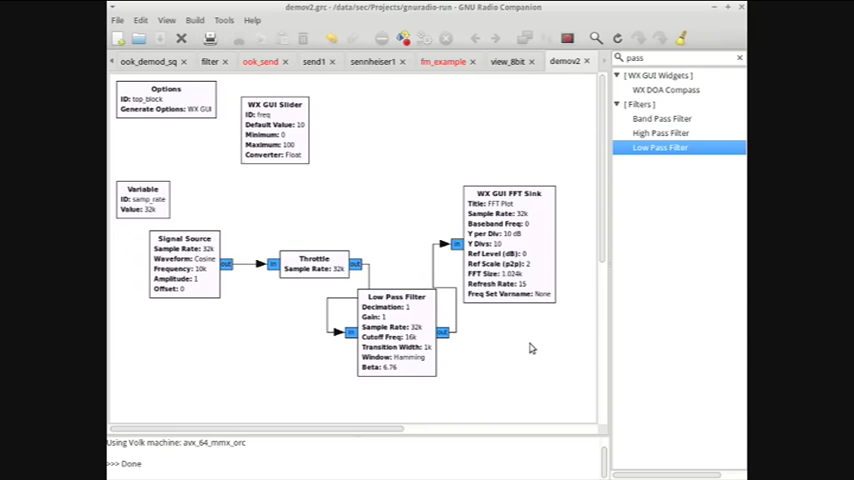 demov2.grc - /data/sec/Projects/gnuradio-run - GNU Radio Companion
File Edit View Build Tools Help
ook_demod_sq filter ook_send send1 sennheiser1 fm_example view_8bit demov2
pass
[ WX GUI Widgets ]
WX DOA Compass
[ Filters ]
Band Pass Filter
High Pass Filter
Low Pass Filter
Options
ID: top_block
Generate Options: WX GUI
WX GUI Slider
ID: freq
Default Value: 10
Minimum: 0
Maximum: 100
Converter: Float
Variable
ID: samp_rate
Value: 32k
Signal Source
Sample Rate: 32k
Waveform: Cosine
Frequency: 10k
Amplitude: 1
Offset: 0
out
in
Throttle
Sample Rate: 32k
out
in
Low Pass Filter
Decimation: 1
Gain: 1
Sample Rate: 32k
Cutoff Freq: 16k
Transition Width: 1k
Window: Hamming
Beta: 6.76
out
in
WX GUI FFT Sink
Title: FFT Plot
Sample Rate: 32k
Baseband Freq: 0
Y per Div: 10 dB
Y Divs: 10
Ref Level (dB): 0
Ref Scale (p2p): 2
FFT Size: 1.024k
Refresh Rate: 15
Freq Set Varname: None
Using Volk machine: avx_64_mmx_orc
>>> Done